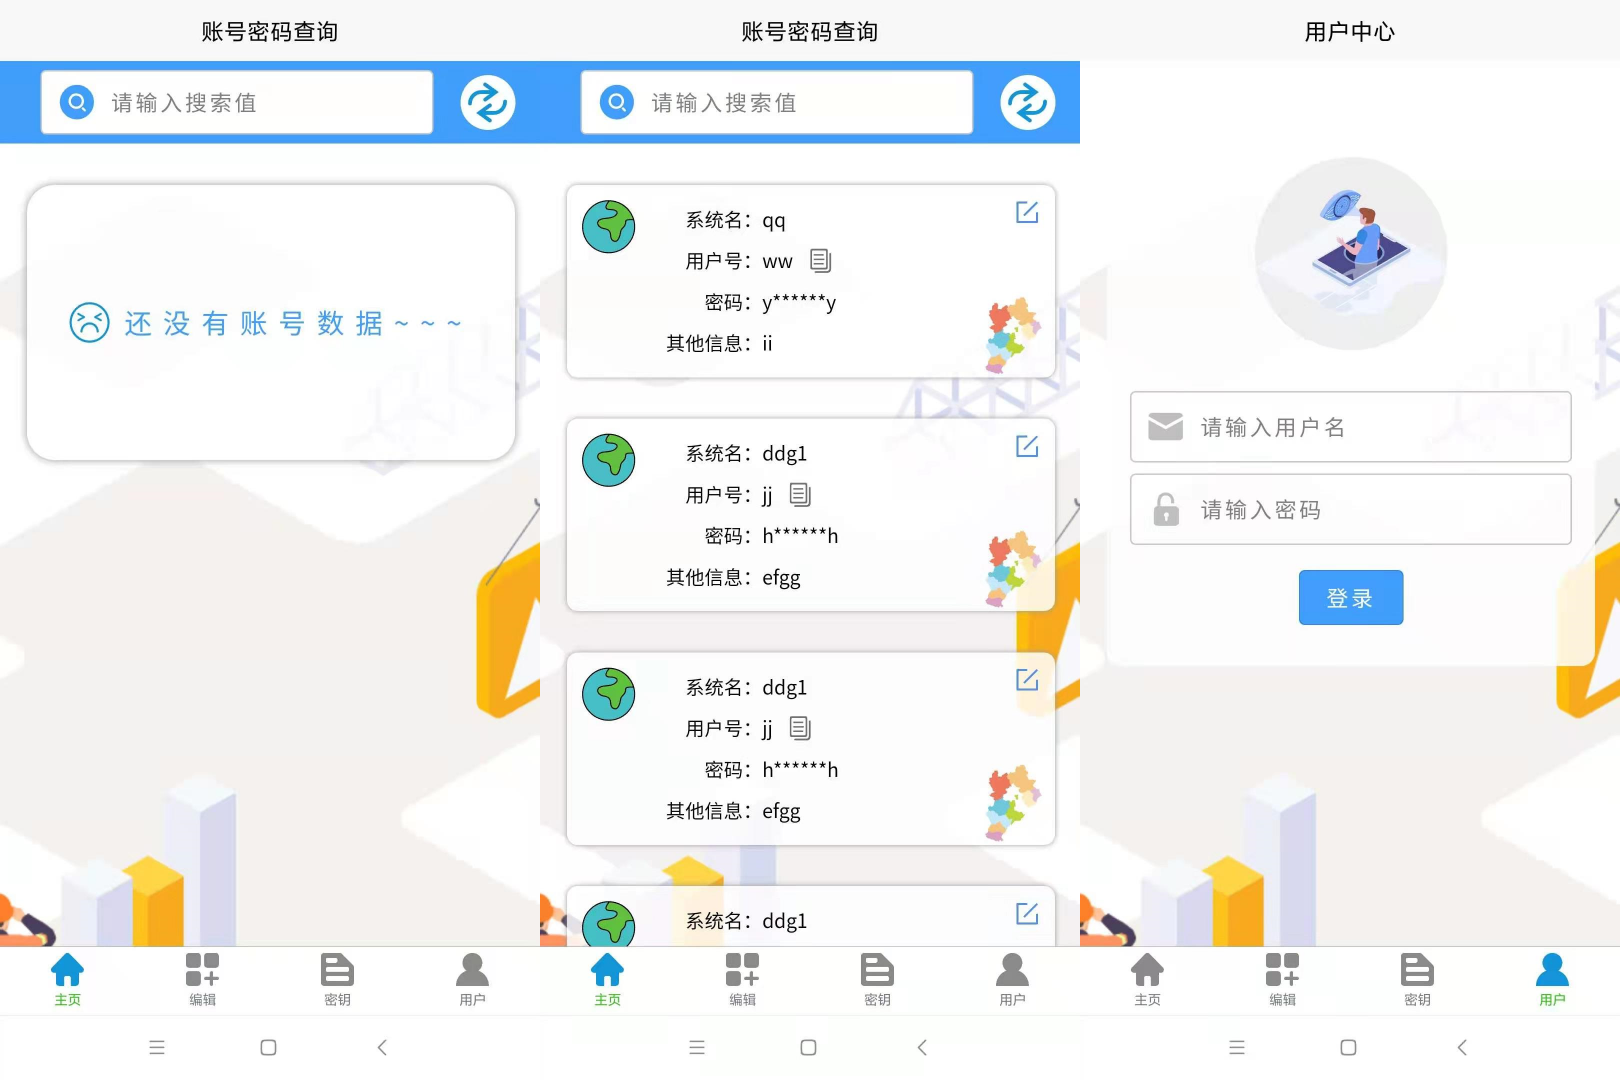 账号密码查询
请输入搜索值
还没有账号数据~~~
主页
编辑
密钥
用户
账号密码查询
请输入搜索值
系统名：qq
用户号：ww
密码：y******y
其他信息：ii
系统名：ddg1
用户号：jj
密码：h******h
其他信息：efgg
系统名：ddg1
用户号：jj
密码：h******h
其他信息：efgg
系统名：ddg1
主页
编辑
密钥
用户
用户中心
请输入用户名
请输入密码
登录
主页
编辑
密钥
用户